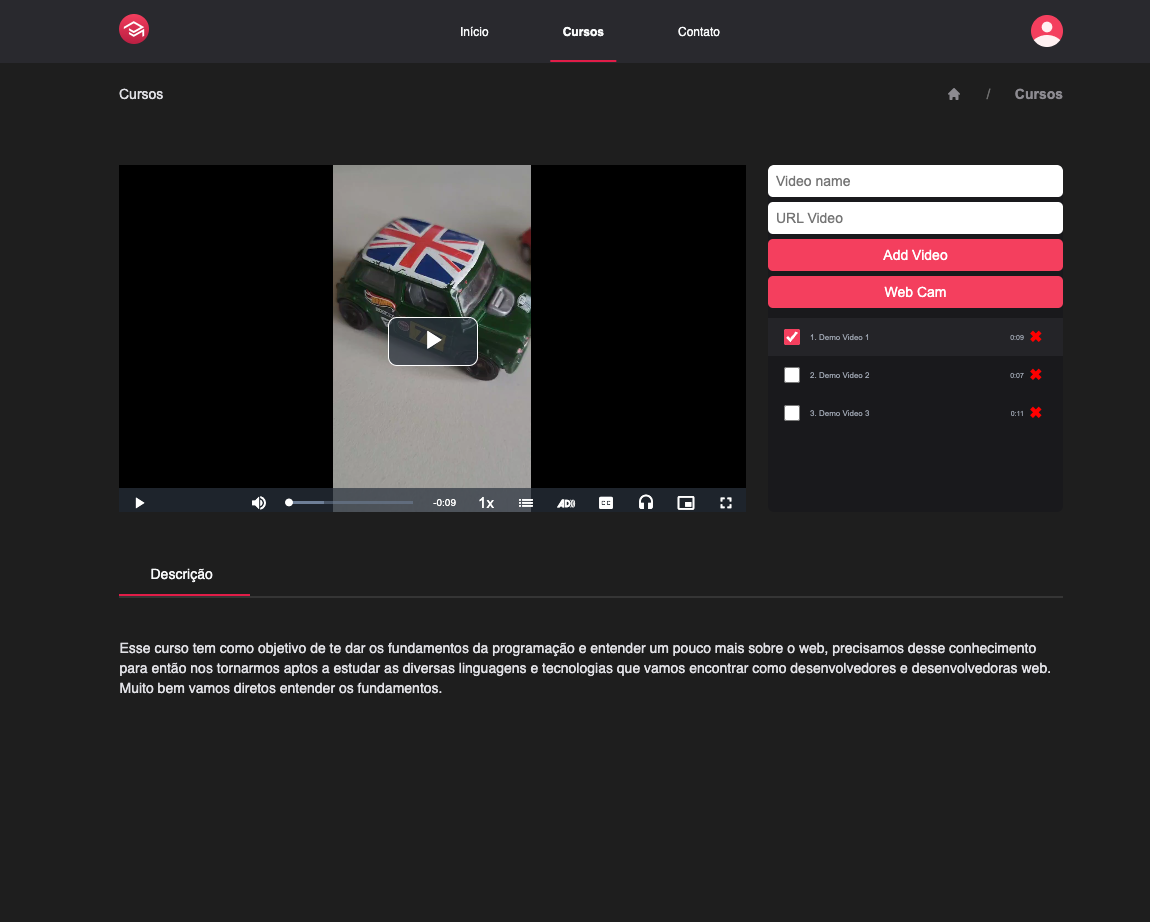 Início
Cursos
Contato
Cursos
/
Cursos
Video name
URL Video
Add Video
Web Cam
1. Demo Video 1
0:09
2. Demo Video 2
0:07
3. Demo Video 3
0:11
-0:09
1x
AD
CC
Descrição
Esse curso tem como objetivo de te dar os fundamentos da programação e entender um pouco mais sobre o web, precisamos desse conhecimento
para então nos tornarmos aptos a estudar as diversas linguagens e tecnologias que vamos encontrar como desenvolvedores e desenvolvedoras web.
Muito bem vamos diretos entender os fundamentos.